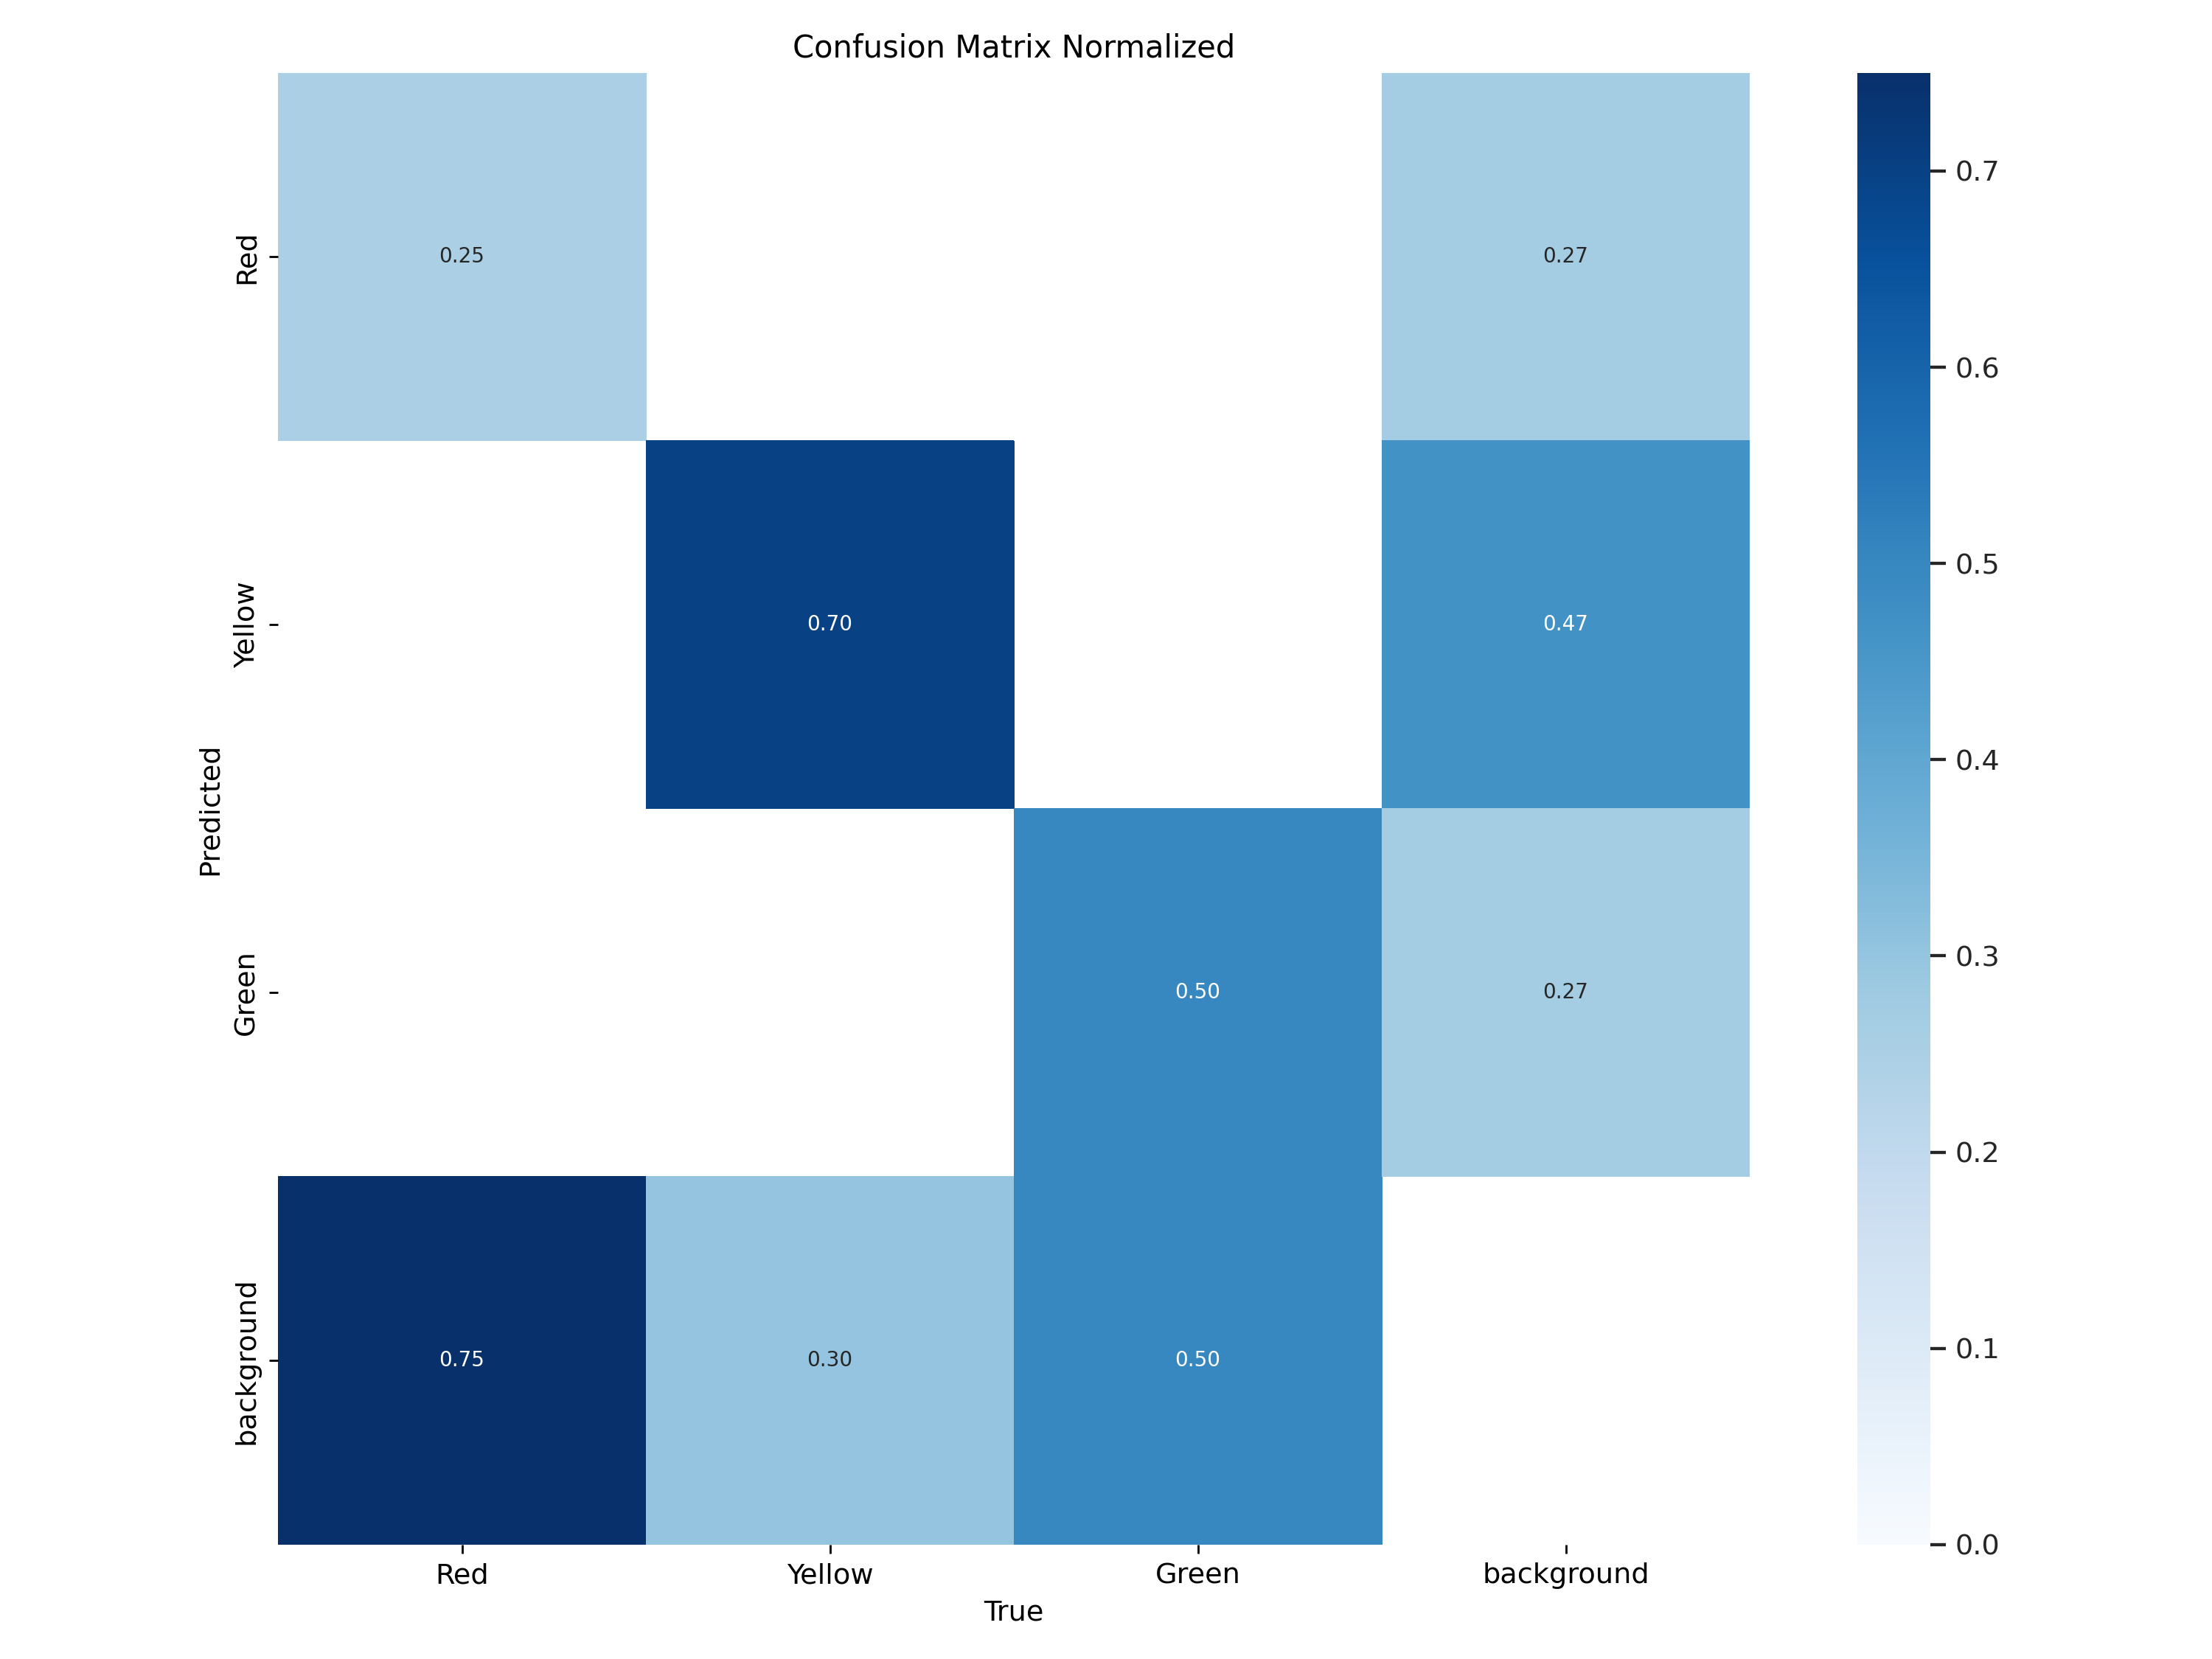 Confusion Matrix Normalized
Red
0.25
0.27
0.7
0.6
Yellow
0.70
0.47
0.5
0.4
Predicted
Green
0.50
0.27
0.3
0.2
background
0.75
0.30
0.50
0.1
0.0
Red
Yellow
Green
background
True